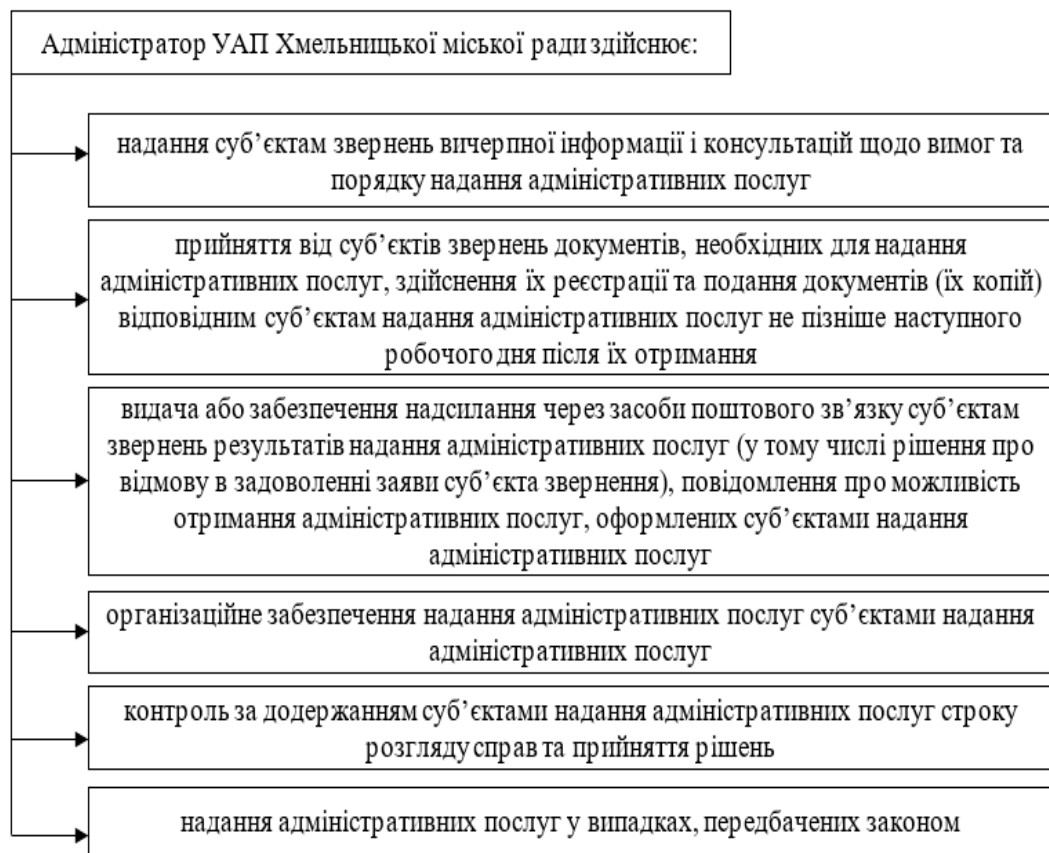 Адміністратор УАП Хмельницької міської ради здійснює:
надання суб’єктам звернень вичерпної інформації і консультацій щодо вимог та
порядку надання адміністративних послуг
прийняття від суб’єктів звернень документів, необхідних для надання
адміністративних послуг, здійснення їх реєстрації та подання документів (їх копій)
відповідним суб’єктам надання адміністративних послуг не пізніше наступного
робочого дня після їх отримання
видача або забезпечення надсилання через засоби поштового зв’язку суб’єктам
звернень результатів надання адміністративних послуг (у тому числі рішення про
відмову в задоволенні заяви суб’єкта звернення), повідомлення про можливість
отримання адміністративних послуг, оформлених суб’єктами надання
адміністративних послуг
організаційне забезпечення надання адміністративних послуг суб’єктами надання
адміністративних послуг
контроль за додержанням суб’єктами надання адміністративних послуг строку
розгляду справ та прийняття рішень
надання адміністративних послуг у випадках, передбачених законом